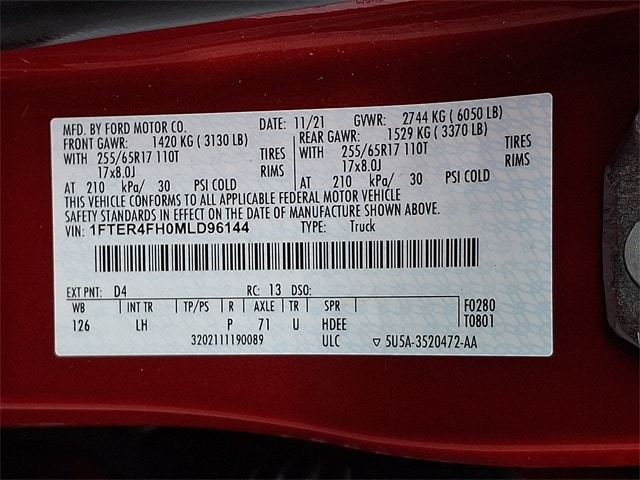 MFD. BY FORD MOTOR CO. DATE: 11/21 GVWR: 2744 KG (6050 LB)
FRONT GAWR: 1420 KG (3130 LB) REAR GAWR: 1529 KG (3370 LB)
WITH 255/65R17 110T TIRES WITH 255/65R17 110T TIRES
17x8.0J RIMS 17x8.0J RIMS
AT 210 kPa/ 30 PSI COLD AT 210 kPa/ 30 PSI COLD
THIS VEHICLE CONFORMS TO ALL APPLICABLE FEDERAL MOTOR VEHICLE
SAFETY STANDARDS IN EFFECT ON THE DATE OF MANUFACTURE SHOWN ABOVE.
VIN: 1FTER4FH0MLD96144 TYPE: Truck
EXT PNT: D4 RC: 13 DSO:
WB INT TR TP/PS R AXLE TR SPR F0280
126 LH P 71 U HDEE T0801
3202111190089 ULC ▽ 5U5A-3520472-AA